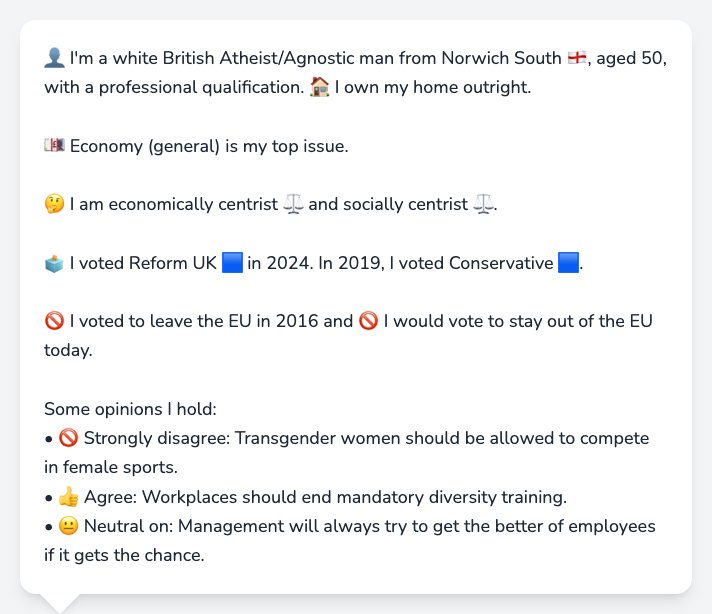 👤 I'm a white British Atheist/Agnostic man from Norwich South 🏴󠁧󠁢󠁥󠁮󠁧󠁿, aged 50,
with a professional qualification. 🏠 I own my home outright.
💷 Economy (general) is my top issue.
🤔 I am economically centrist ⚖️ and socially centrist ⚖️.
🗳️ I voted Reform UK 🟦 in 2024. In 2019, I voted Conservative 🟦.
🚫 I voted to leave the EU in 2016 and 🚫 I would vote to stay out of the EU
today.
Some opinions I hold:
• 🚫 Strongly disagree: Transgender women should be allowed to compete
in female sports.
• 👍 Agree: Workplaces should end mandatory diversity training.
• 😐 Neutral on: Management will always try to get the better of employees
if it gets the chance.